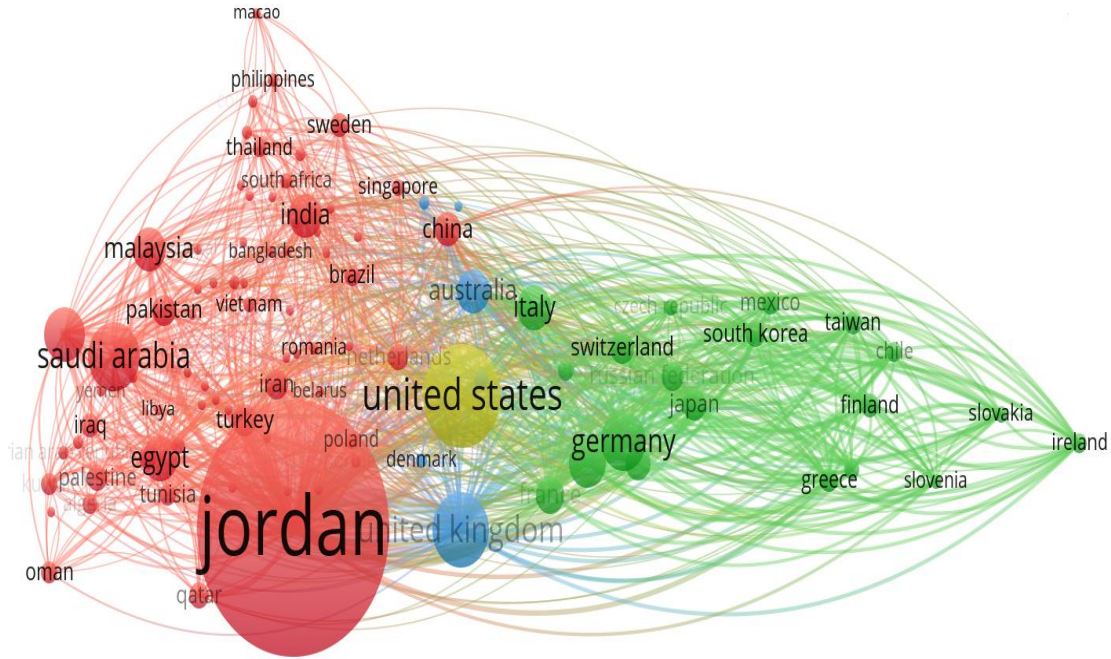 macao
philippines
sweden
thailand
south africa
singapore
india
china
malaysia
bangladesh
brazil
australia
pakistan
viet nam
italy
czech republic
mexico
south korea
taiwan
romania
netherlands
switzerland
chile
saudi arabia
russian federation
yemen
iran
belarus
united states
japan
finland
libya
iraq
turkey
slovakia
poland
germany
ireland
egypt
denmark
palestine
tunisia
france
greece
slovenia
algeria
jordan
united kingdom
oman
qatar